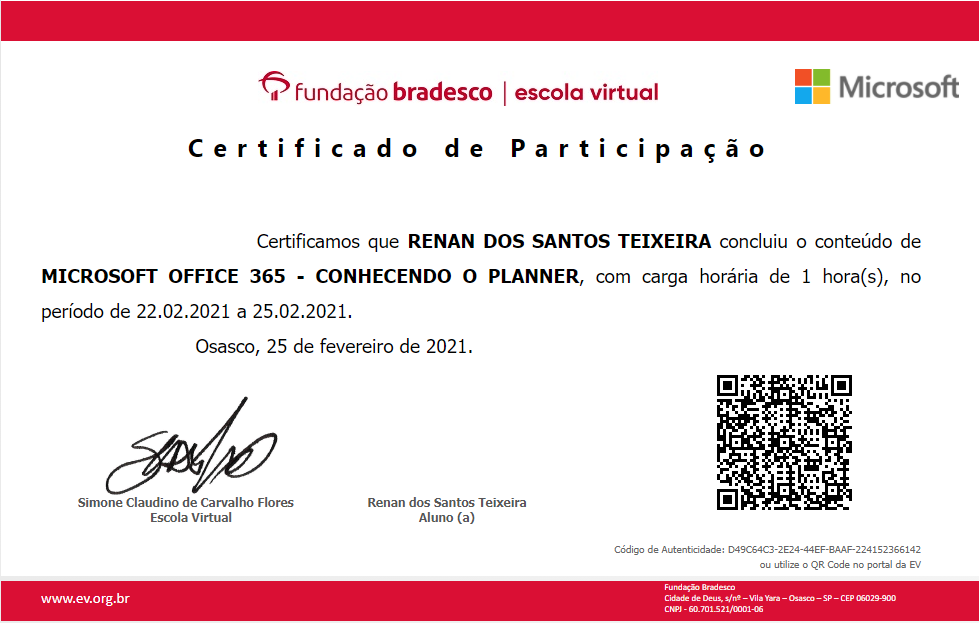 fundação bradesco | escola virtual
Microsoft
Certificado de Participação
Certificamos que RENAN DOS SANTOS TEIXEIRA concluiu o conteúdo de
MICROSOFT OFFICE 365 - CONHECENDO O PLANNER, com carga horária de 1 hora(s), no
período de 22.02.2021 a 25.02.2021.
Osasco, 25 de fevereiro de 2021.
Simone Claudino de Carvalho Flores
Escola Virtual
Renan dos Santos Teixeira
Aluno (a)
Código de Autenticidade: D49C64C3-2E24-44EF-BAAF-224152366142
ou utilize o QR Code no portal da EV
www.ev.org.br
Fundação Bradesco
Cidade de Deus, s/nº – Vila Yara – Osasco – SP – CEP 06029-900
CNPJ - 60.701.521/0001-06